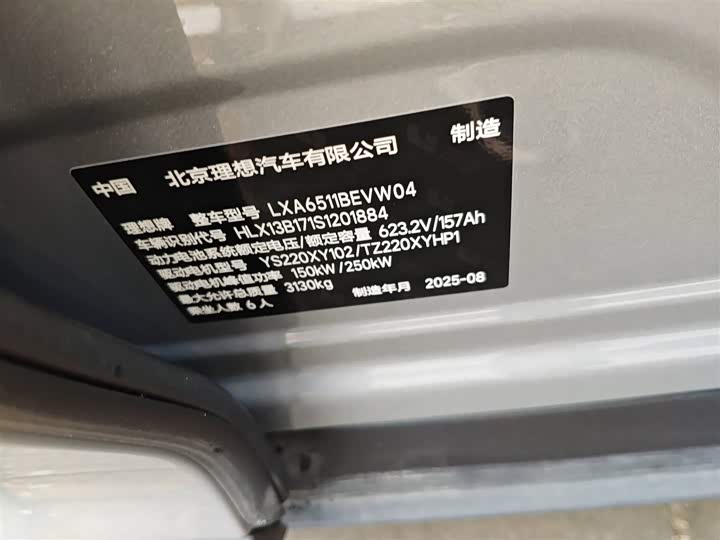 中国 北京理想汽车有限公司 制造
理想牌 整车型号 LXA6511BEVW04
车辆识别代号 HLX13B171S1201884
动力电池系统额定电压/额定容量 623.2V/157Ah
驱动电机型号 YS220XY102/TZ220XYHP1
驱动电机峰值功率 150kW/250kW
最大允许总质量 3130kg 制造年月 2025-08
乘坐人数 6人